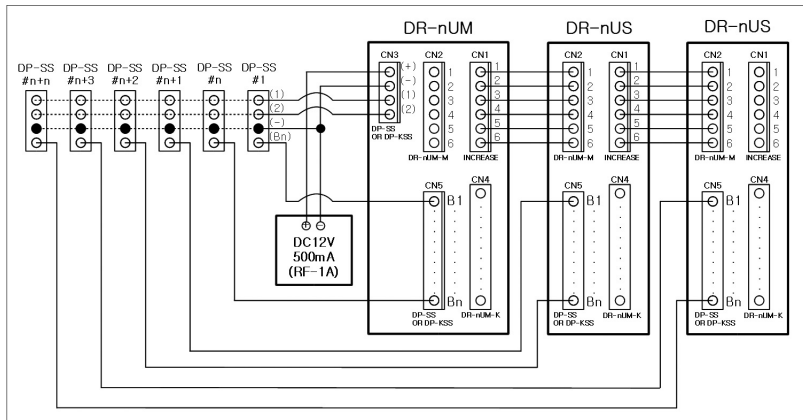 DR-nUM DR-nUS DR-nUS
DP-SS DP-SS DP-SS DP-SS DP-SS DP-SS
#n+n #n+3 #n+2 #n+1 #n #1
CN3 CN2 CN1 CN2 CN1 CN2 CN1
(+) 1 1 1 1 1
(-) 2 2 2 2 2
(1) (1) 3 3 3 3 3
(2) (2) 4 4 4 4 4
(-) 5 5 5 5 5
(Bn) 6 6 6 6 6
DP-SS
OR DP-KSS
DR-nUM-M INCREASE DR-nUM-M INCREASE DR-nUM-M INCREASE
CN5 CN4 CN5 CN4 CN5 CN4
B1 B1 B1
DC12V
500mA
(RF-1A)
Bn Bn Bn
DP-SS DR-nUM-K DP-SS DR-nUM-K DP-SS DR-nUM-K
OR DP-KSS OR DP-KSS OR DP-KSS